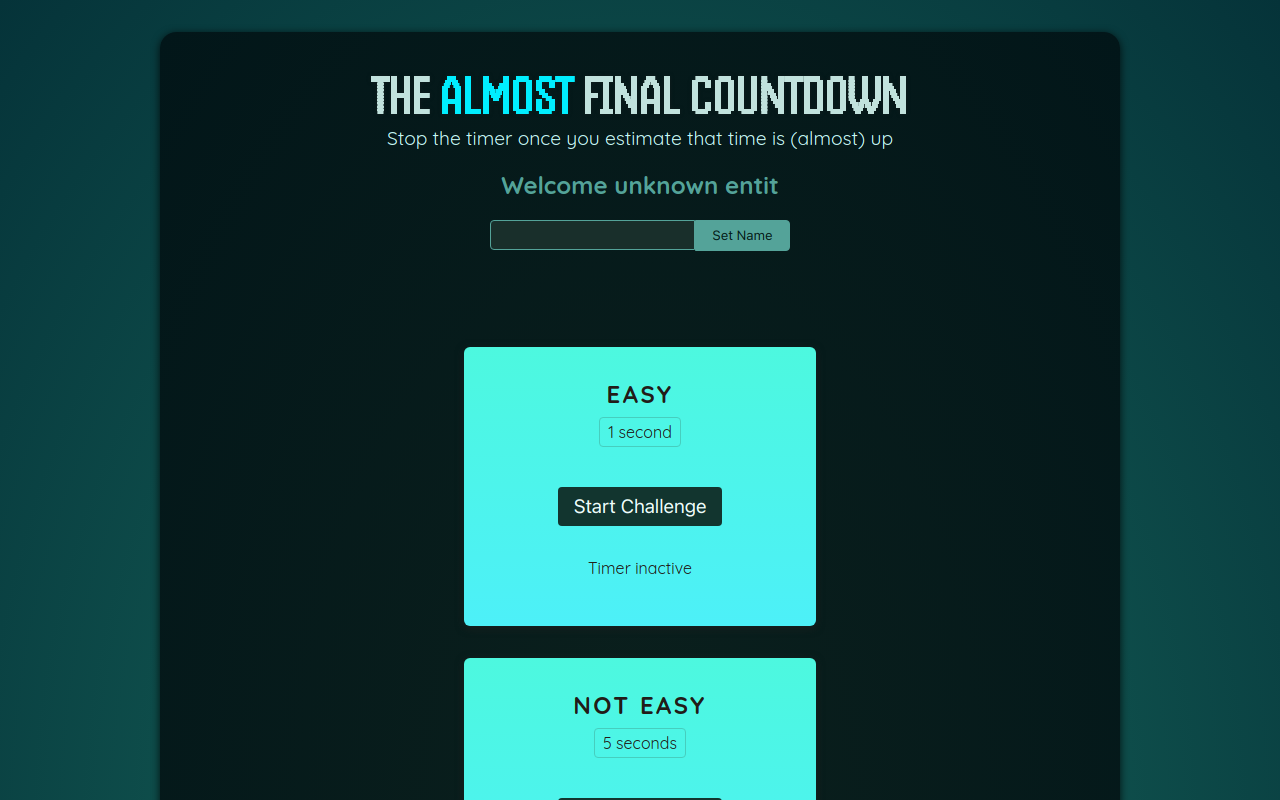 THE ALMOST FINAL COUNTDOWN
Stop the timer once you estimate that time is (almost) up
Welcome unknown entit
Set Name
EASY
1 second
Start Challenge
Timer inactive
NOT EASY
5 seconds